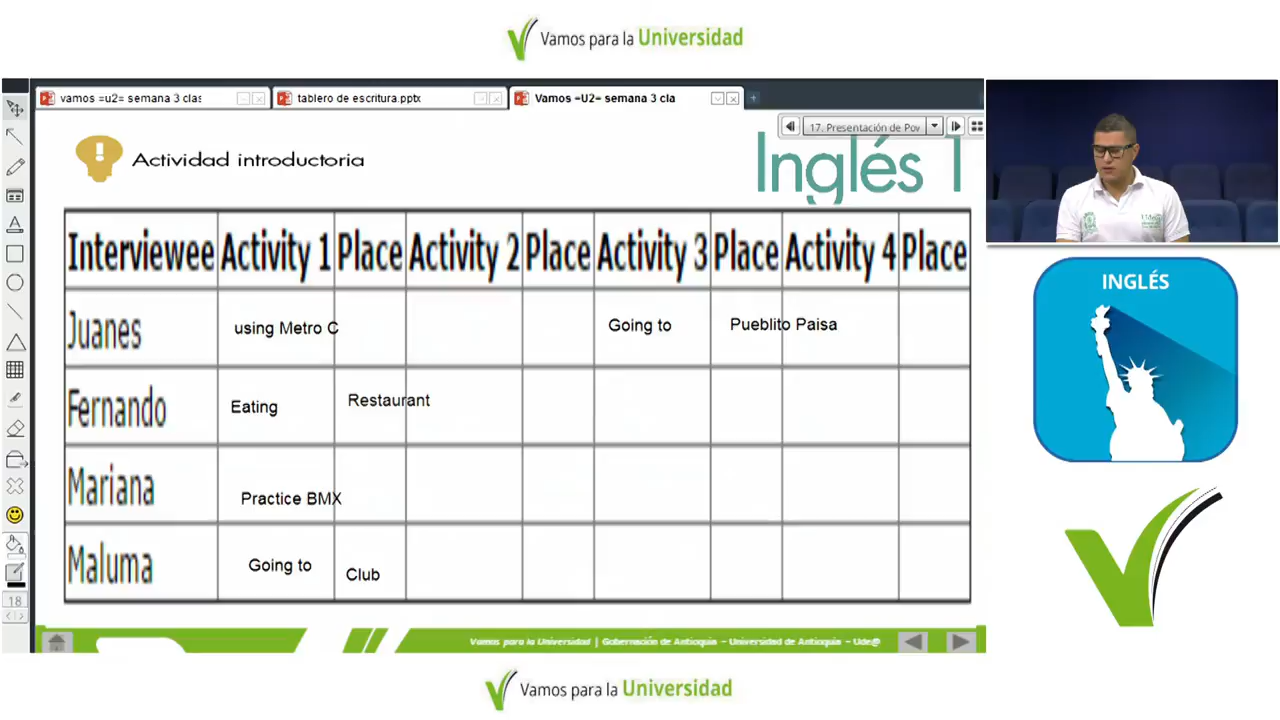 Vamos para la Universidad
vamos =u2= semana 3 clas
tablero de escritura.pptx
Vamos =U2= semana 3 cla
17. Presentación de Pov
Actividad introductoria
Inglés 1
Interviewee Activity 1 Place Activity 2 Place Activity 3 Place Activity 4 Place
Juanes using Metro C Going to Pueblito Paisa
Fernando Eating Restaurant
Mariana Practice BMX
Maluma Going to Club
INGLÉS
18
Vamos para la Universidad | Gobernación de Antioquia - Universidad de Antioquia - Ude@
Vamos para la Universidad